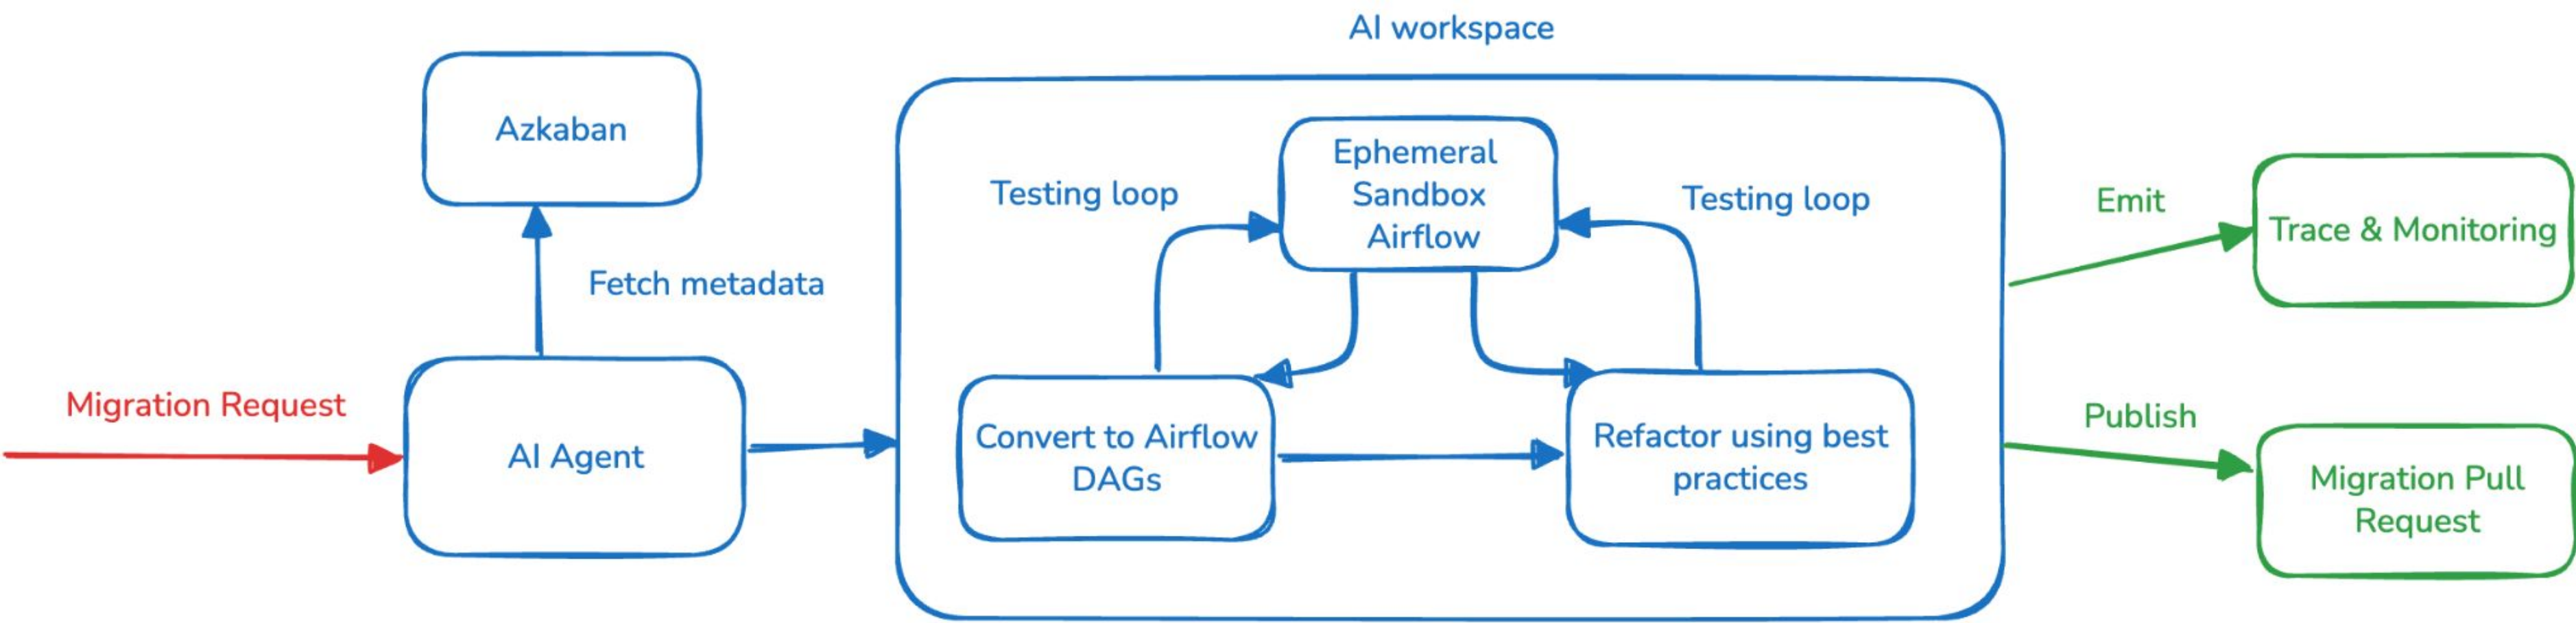 AI workspace
Azkaban
Ephemeral
Sandbox
Airflow
Testing loop
Testing loop
Emit
Trace & Monitoring
Fetch metadata
Migration Request
AI Agent
Convert to Airflow
DAGs
Refactor using best
practices
Publish
Migration Pull
Request